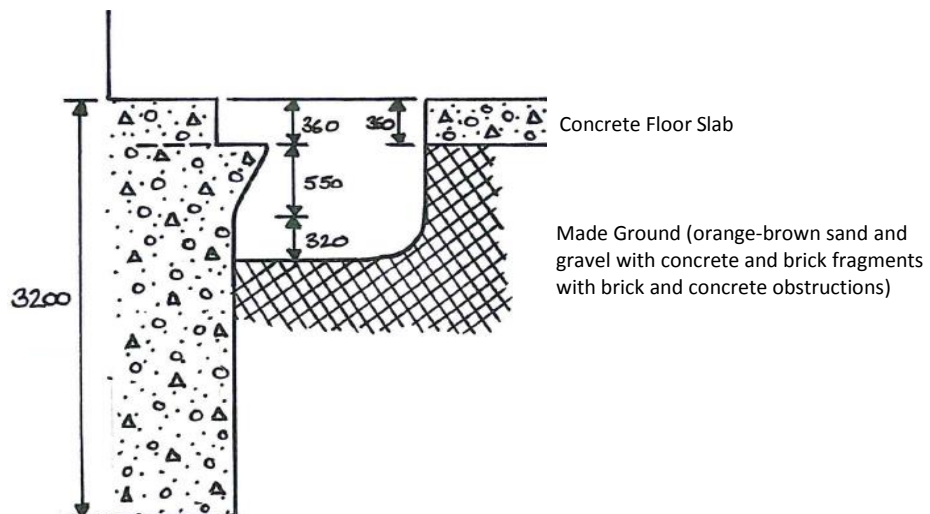 360
350
Concrete Floor Slab
550
320
Made Ground (orange-brown sand and
gravel with concrete and brick fragments
with brick and concrete obstructions)
3200